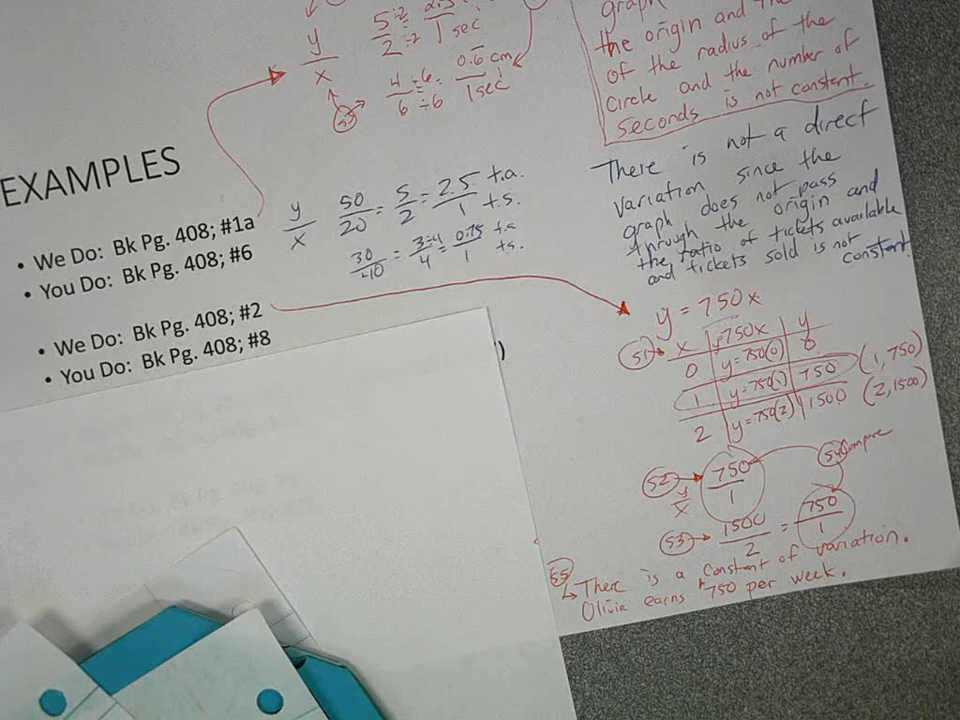 y
x
5 ÷2
2 ÷2
1 sec
4 ÷6
6 ÷6
=
0.6 cm
1 sec
S3
graph
the origin and the
of the radius of the
circle and the number of
seconds is not constant.
EXAMPLES
• We Do: Bk Pg. 408; #1a
• You Do: Bk Pg. 408; #6
• We Do: Bk Pg. 408; #2
• You Do: Bk Pg. 408; #8
)
y 50 = 5 = 2.5 t.a.
x 20 2 1 t.s.
30 = 3÷4 = 0.75 t.a
40 4 1 t.s.
There is not a direct
variation since the
graph does not pass
through the origin and
the ratio of tickets available
and tickets sold is not
constant.
y = 750x
S1 x y=750x y
0 y=750(0) 0
1 y=750(1) 750 (1, 750)
2 y=750(2) 1500 (2, 1500)
S2 y 750
x 1
S4 Compare
S3 1500 = 750
2 1
S5
There is a constant of variation.
Olivia earns $750 per week.